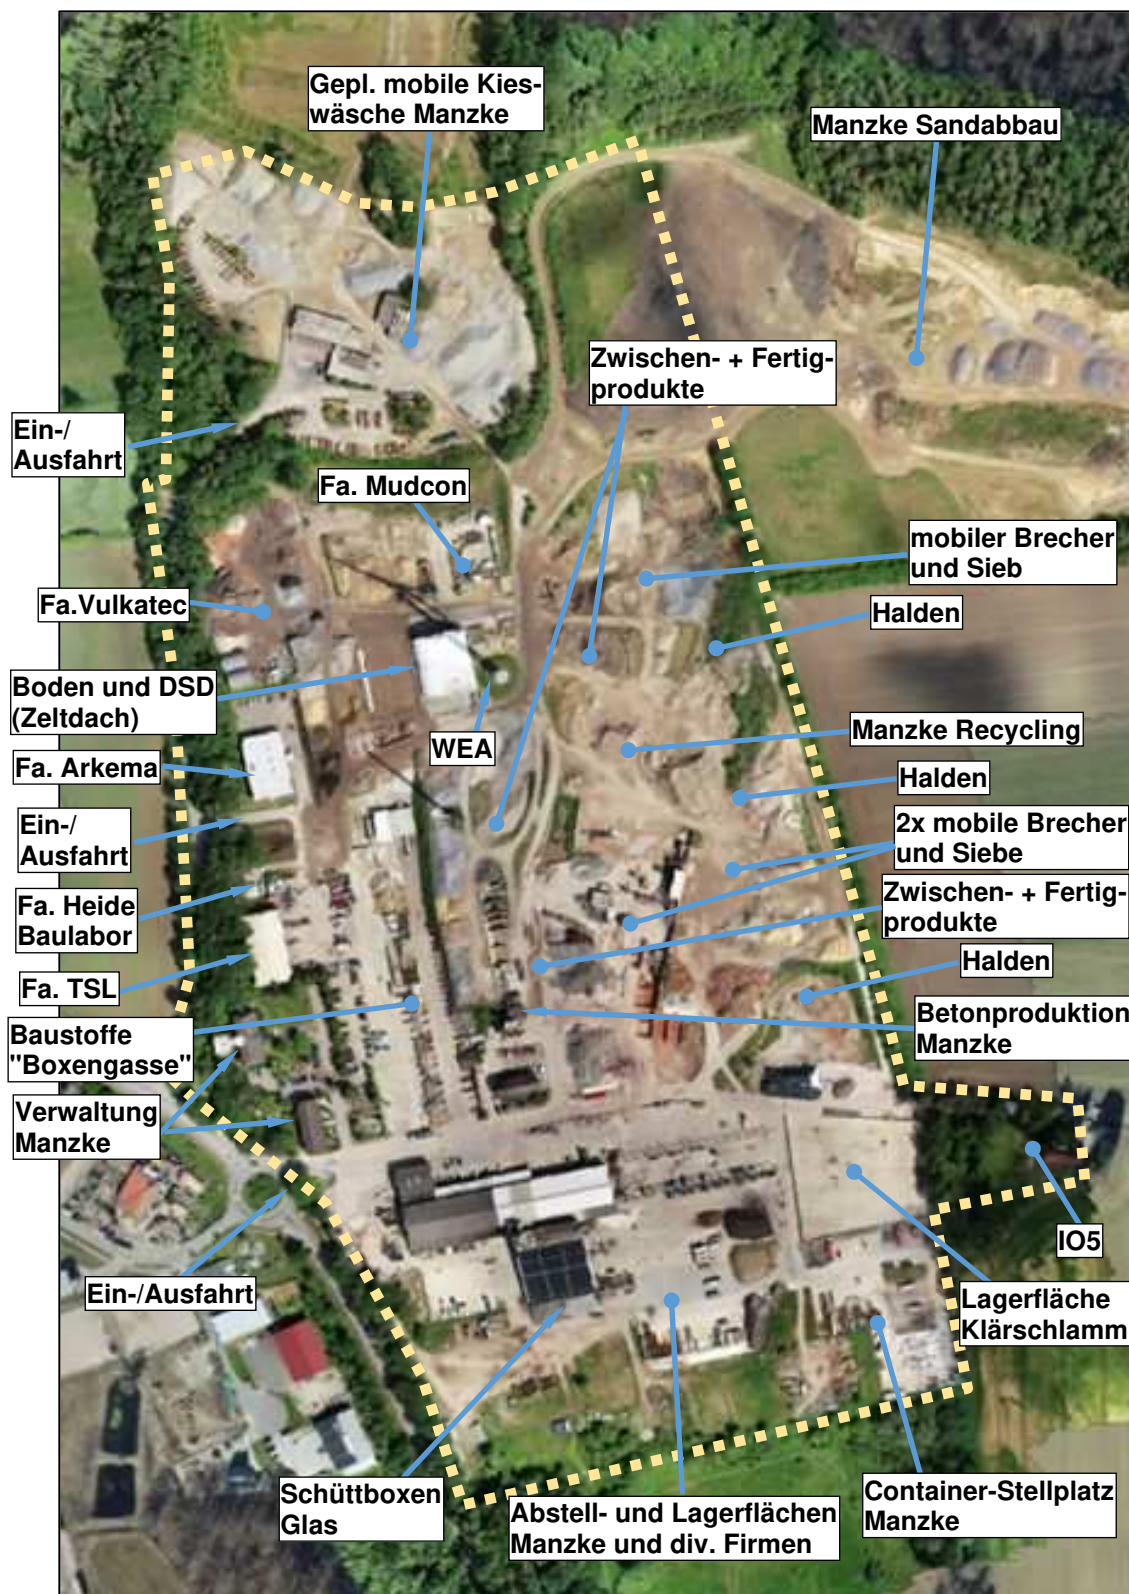 Gepl. mobile Kies-
wäsche Manzke
Manzke Sandabbau
Zwischen- + Fertig-
produkte
Ein-/
Ausfahrt
Fa. Mudcon
mobiler Brecher
und Sieb
Fa.Vulkatec
Halden
Boden und DSD
(Zeltdach)
WEA
Manzke Recycling
Fa. Arkema
Halden
Ein-/
Ausfahrt
2x mobile Brecher
und Siebe
Fa. Heide
Baulabor
Zwischen- + Fertig-
produkte
Fa. TSL
Halden
Baustoffe
"Boxengasse"
Betonproduktion
Manzke
Verwaltung
Manzke
IO5
Ein-/Ausfahrt
Lagerfläche
Klärschlamm
Schüttboxen
Glas
Abstell- und Lagerflächen
Manzke und div. Firmen
Container-Stellplatz
Manzke